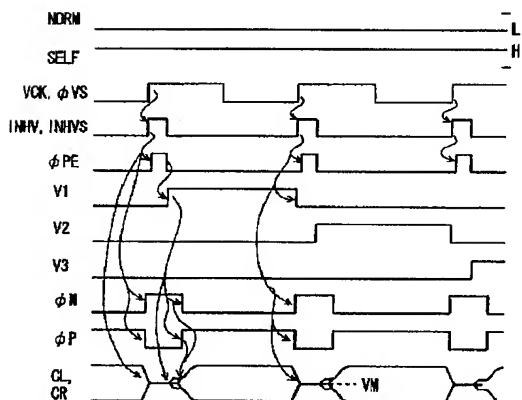 NORM
L
SELF
H
VCK, φVS
INHV, INHVS
φPE
V1
V2
V3
φN
φP
CL,
CR
VM